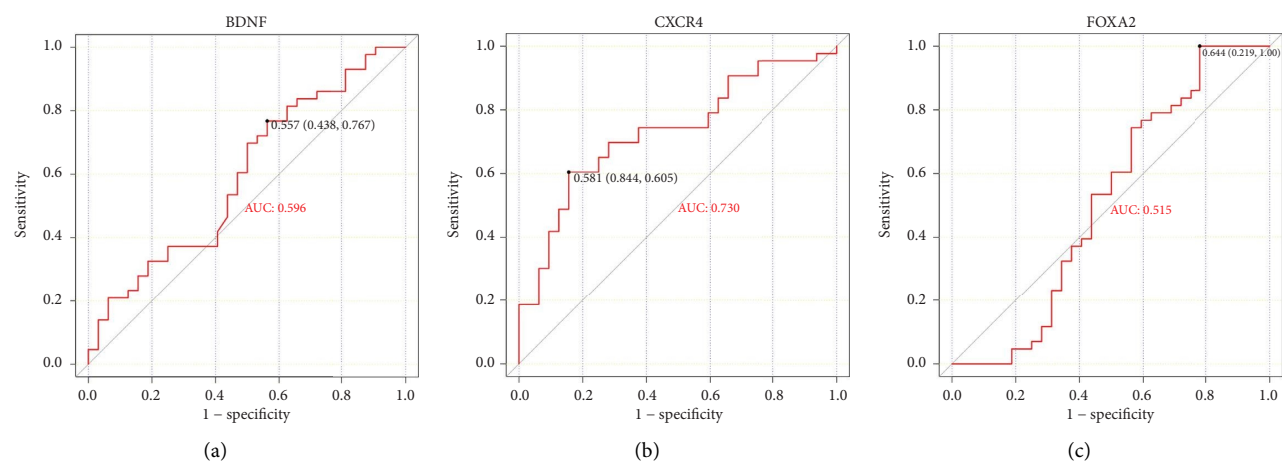 BDNF
1.0
0.8
0.6
0.4
0.2
0.0
Sensitivity
0.557 (0.438, 0.767)
AUC: 0.596
0.0 0.2 0.4 0.6 0.8 1.0
1 − specificity
(a)
CXCR4
1.0
0.8
0.6
0.4
0.2
0.0
Sensitivity
0.581 (0.844, 0.605)
AUC: 0.730
0.0 0.2 0.4 0.6 0.8 1.0
1 − specificity
(b)
FOXA2
1.0
0.8
0.6
0.4
0.2
0.0
Sensitivity
0.644 (0.219, 1.00)
AUC: 0.515
0.0 0.2 0.4 0.6 0.8 1.0
1 − specificity
(c)